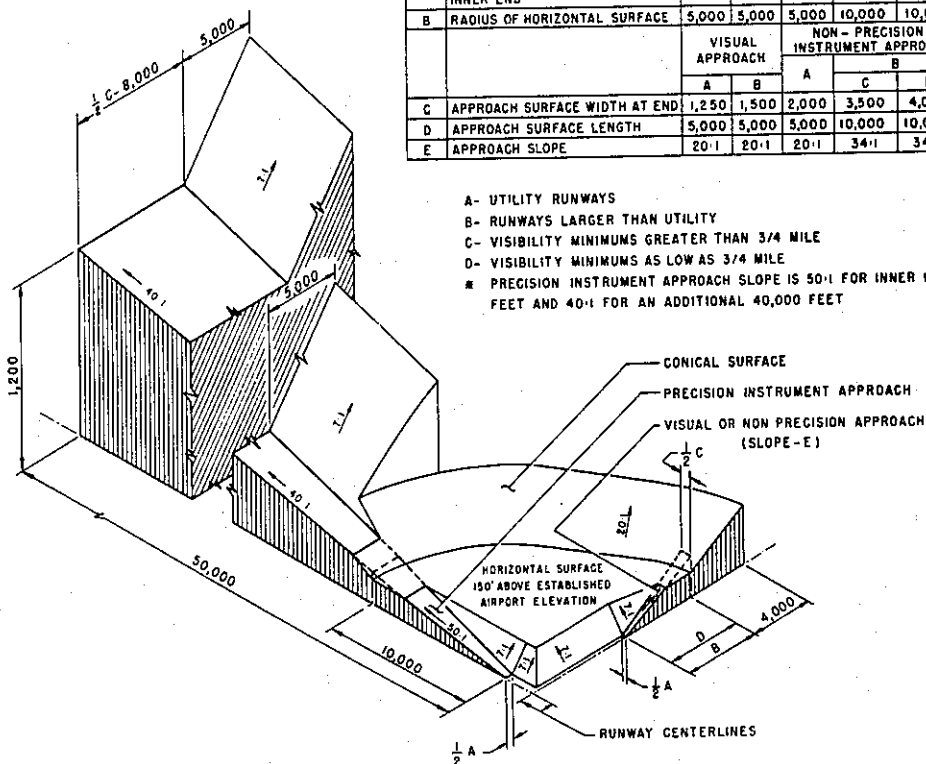 INNER END
B RADIUS OF HORIZONTAL SURFACE 5,000 5,000 5,000 10,000
VISUAL APPROACH
NON-PRECISION
INSTRUMENT
A B A B
C
C APPROACH SURFACE WIDTH AT END 1,250 1,500 2,000 3,500
D APPROACH SURFACE LENGTH 5,000 5,000 5,000 10,000
E APPROACH SLOPE 20:1 20:1 20:1 34:1
A- UTILITY RUNWAYS
B- RUNWAYS LARGER THAN UTILITY
C- VISIBILITY MINIMUMS GREATER THAN 3/4 MILE
D- VISIBILITY MINIMUMS AS LOW AS 3/4 MILE
* PRECISION INSTRUMENT APPROACH SLOPE IS 50:1 FOR INNER
FEET AND 40:1 FOR AN ADDITIONAL 40,000 FEET
5,000
1/2 C-8,000
7:1
40:1
5,000
1,200
7:1
40:1
CONICAL SURFACE
PRECISION INSTRUMENT APPROACH
VISUAL OR NON PRECISION APPROACH
(SLOPE-E)
1/2 C
20:1
50,000
HORIZONTAL SURFACE
150' ABOVE ESTABLISHED
AIRPORT ELEVATION
50:1
7:1
7:1
7:1
7:1
4,000
D
B
10,000
1/2 A
RUNWAY CENTERLINES
1/2 A